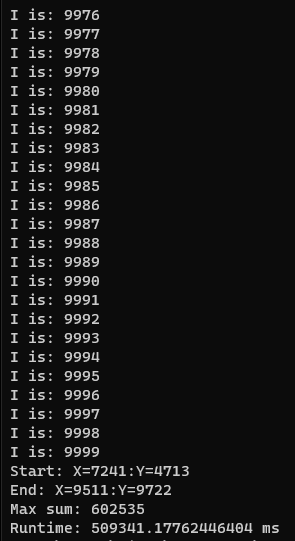 I is: 9976
I is: 9977
I is: 9978
I is: 9979
I is: 9980
I is: 9981
I is: 9982
I is: 9983
I is: 9984
I is: 9985
I is: 9986
I is: 9987
I is: 9988
I is: 9989
I is: 9990
I is: 9991
I is: 9992
I is: 9993
I is: 9994
I is: 9995
I is: 9996
I is: 9997
I is: 9998
I is: 9999
Start: X=7241:Y=4713
End: X=9511:Y=9722
Max sum: 602535
Runtime: 509341.17762446404 ms